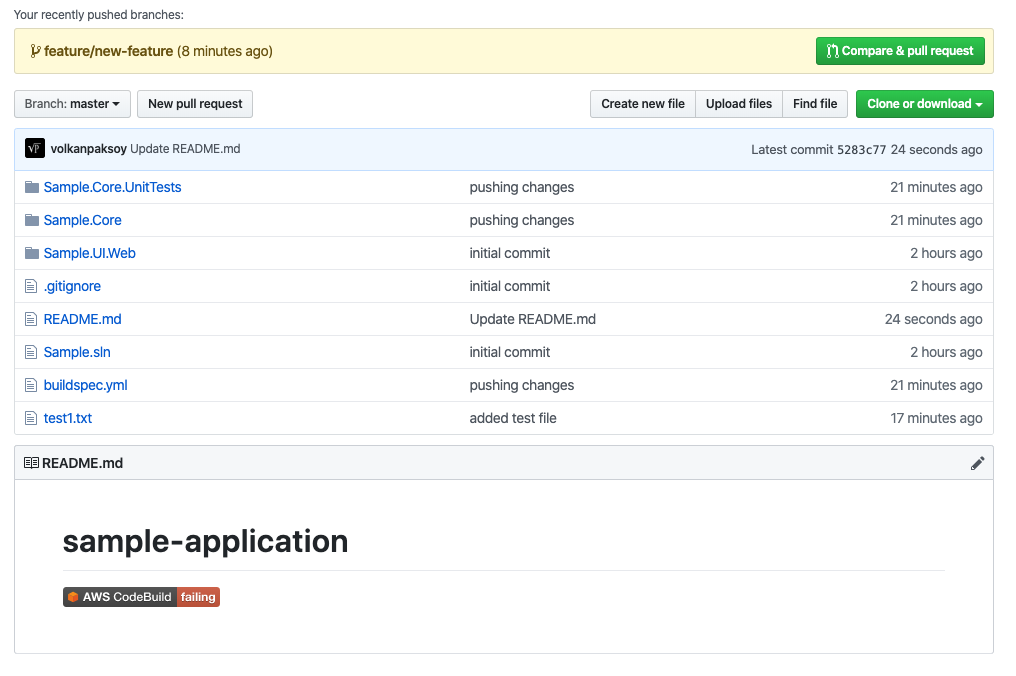 Your recently pushed branches:
feature/new-feature (8 minutes ago) Compare & pull request
Branch: master New pull request Create new file Upload files Find file Clone or download
√P volkanpaksoy Update README.md Latest commit 5283c77 24 seconds ago
Sample.Core.UnitTests pushing changes 21 minutes ago
Sample.Core pushing changes 21 minutes ago
Sample.UI.Web initial commit 2 hours ago
.gitignore initial commit 2 hours ago
README.md Update README.md 24 seconds ago
Sample.sln initial commit 2 hours ago
buildspec.yml pushing changes 21 minutes ago
test1.txt added test file 17 minutes ago
README.md
sample-application
AWS CodeBuild failing